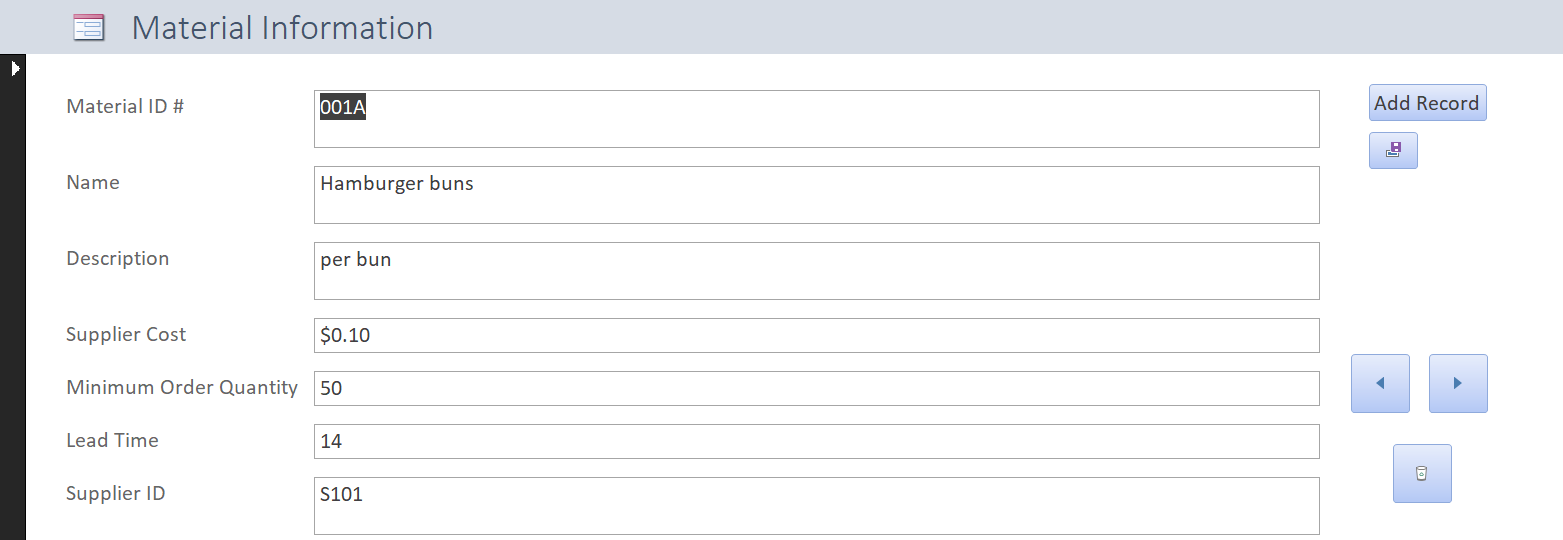 Material Information
Material ID #
001A
Add Record
Name
Hamburger buns
Description
per bun
Supplier Cost
$0.10
Minimum Order Quantity
50
Lead Time
14
Supplier ID
S101